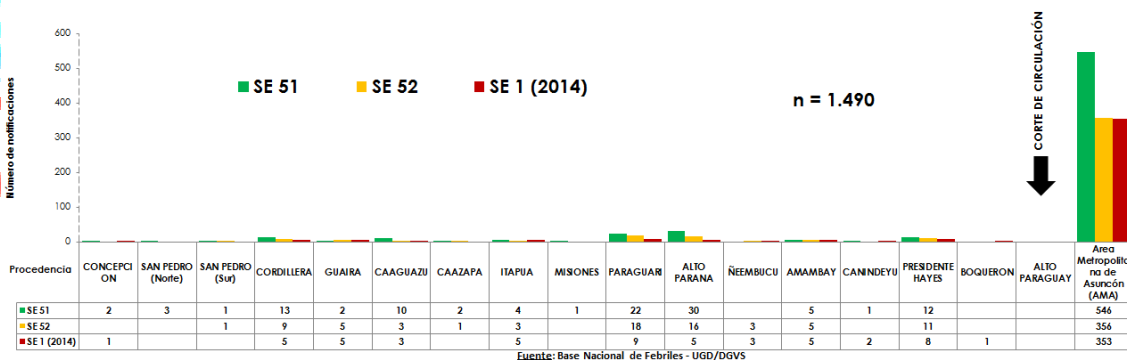 600
500
400
300
200
100
0
Número de notificaciones
SE 51
SE 52
SE 1 (2014)
n = 1.490
CORTE DE CIRCULACIÓN
Procedencia CONCEPCI ON SAN PEDRO (Norte) SAN PEDRO (Sur) CORDILLERA GUAIRA CAAGUAZU CAAZAPA ITAPUA MISIONES PARAGUARI ALTO PARANA ÑEEMBUCU AMAMBAY CANINDEYU PRESIDENTE HAYES BOQUERON ALTO PARAGUAY Area Metropolita na de Asuncón (AMA)
SE 51 2 3 1 13 2 10 2 4 1 22 30 5 1 12 546
SE 52 1 9 5 3 1 3 18 16 3 5 11 356
SE 1 (2014) 1 5 5 3 5 9 5 3 5 2 8 1 353
Fuente: Base Nacional de Febriles - UGD/DGVS